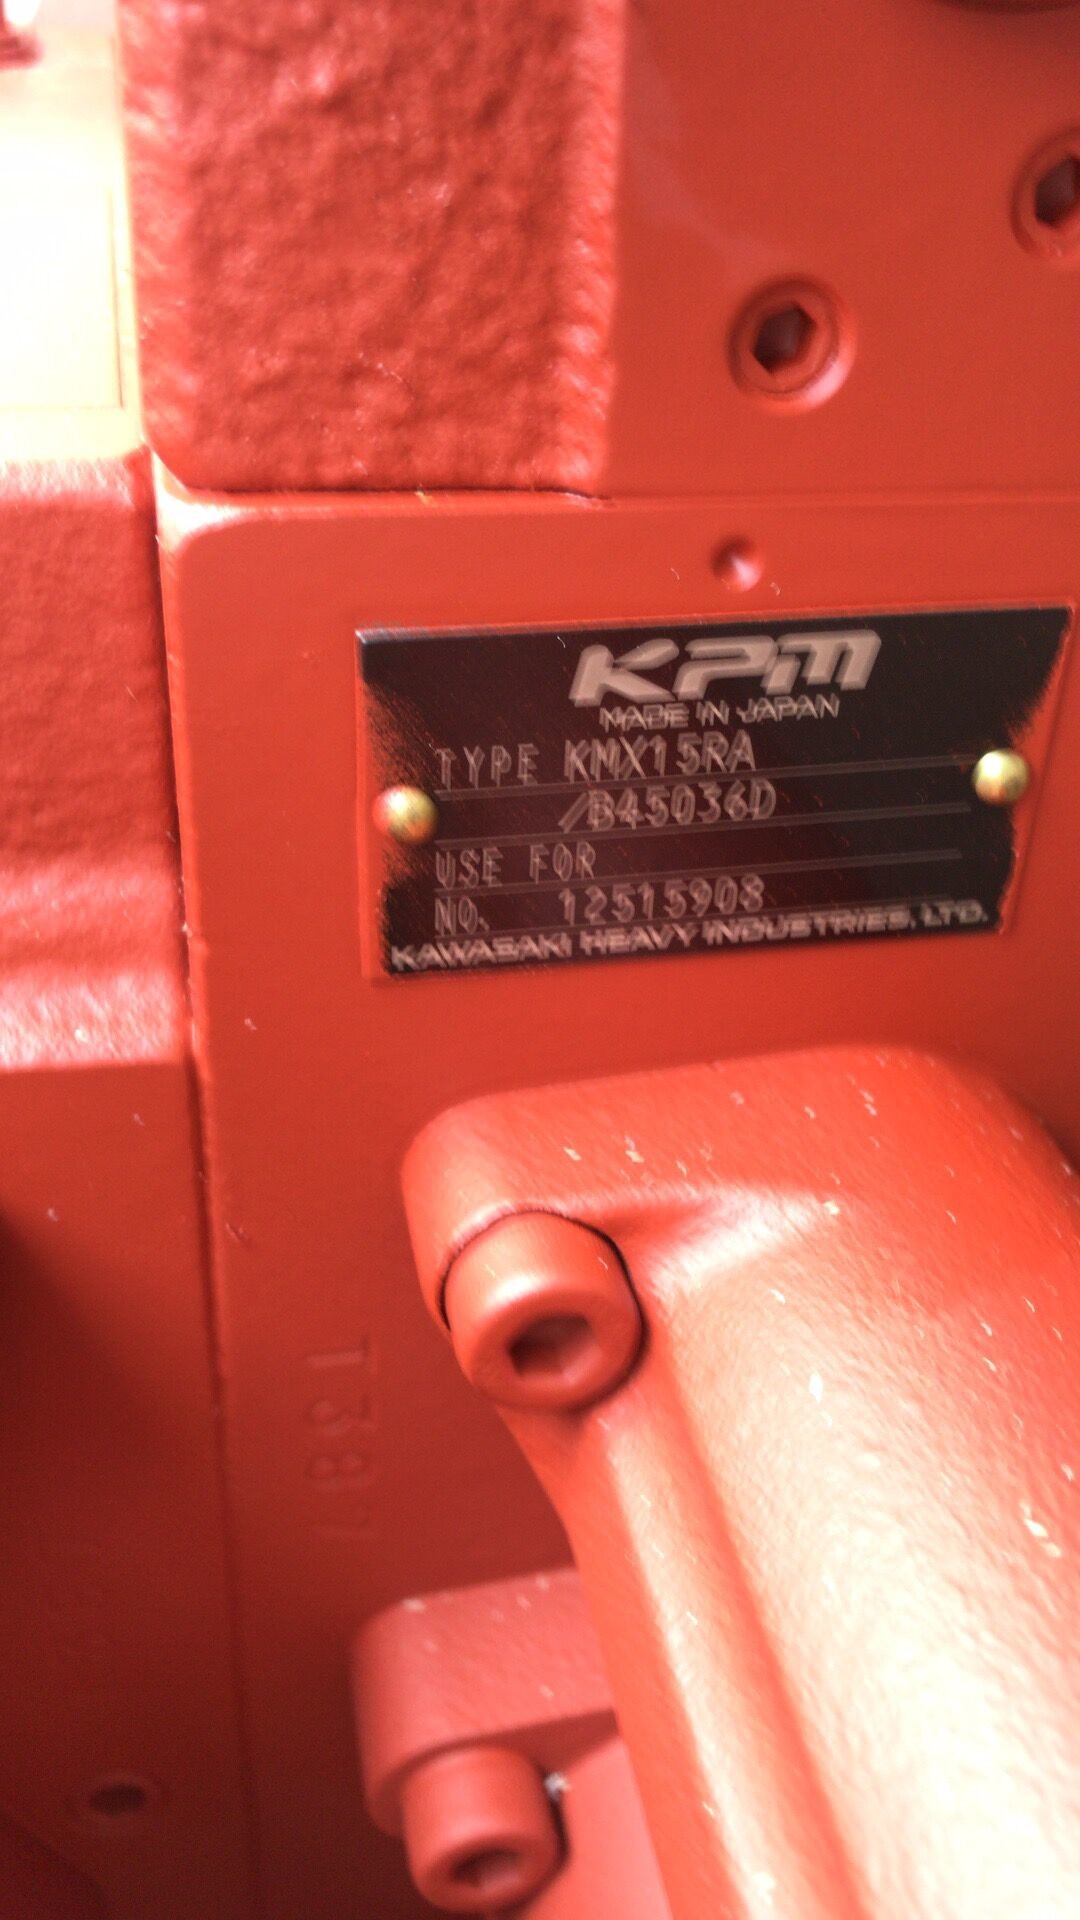 KPM
MADE IN JAPAN
TYPE KMX15RA
/B45036D
USE FOR
NO. 12515908
KAWASAKI HEAVY INDUSTRIES, LTD.